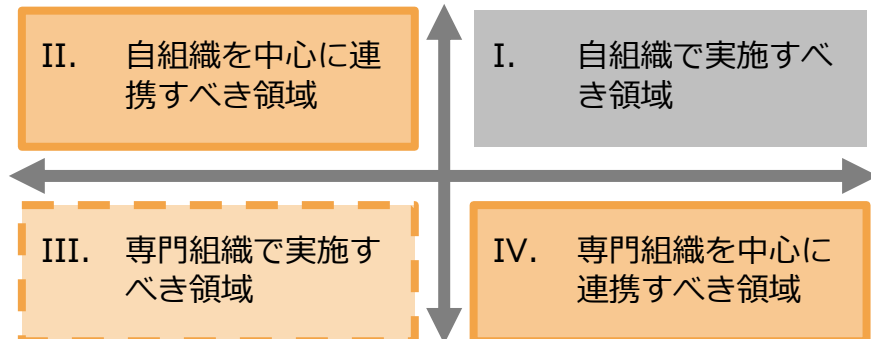 II. 自組織を中心に連
携すべき領域
I. 自組織で実施すべ
き領域
III. 専門組織で実施す
べき領域
IV. 専門組織を中心に
連携すべき領域